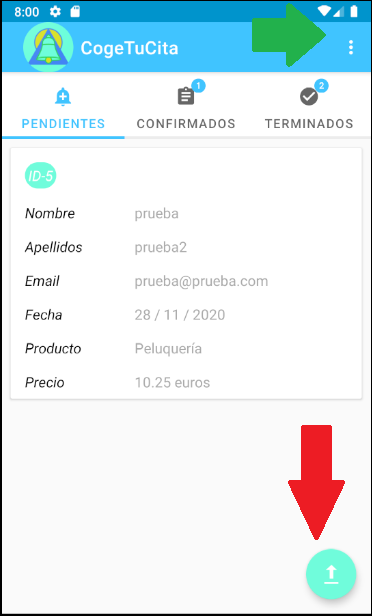 8:00
CogeTuCita
1 2
PENDIENTES CONFIRMADOS TERMINADOS
ID-5
Nombre prueba
Apellidos prueba2
Email prueba@prueba.com
Fecha 28 / 11 / 2020
Producto Peluquería
Precio 10.25 euros